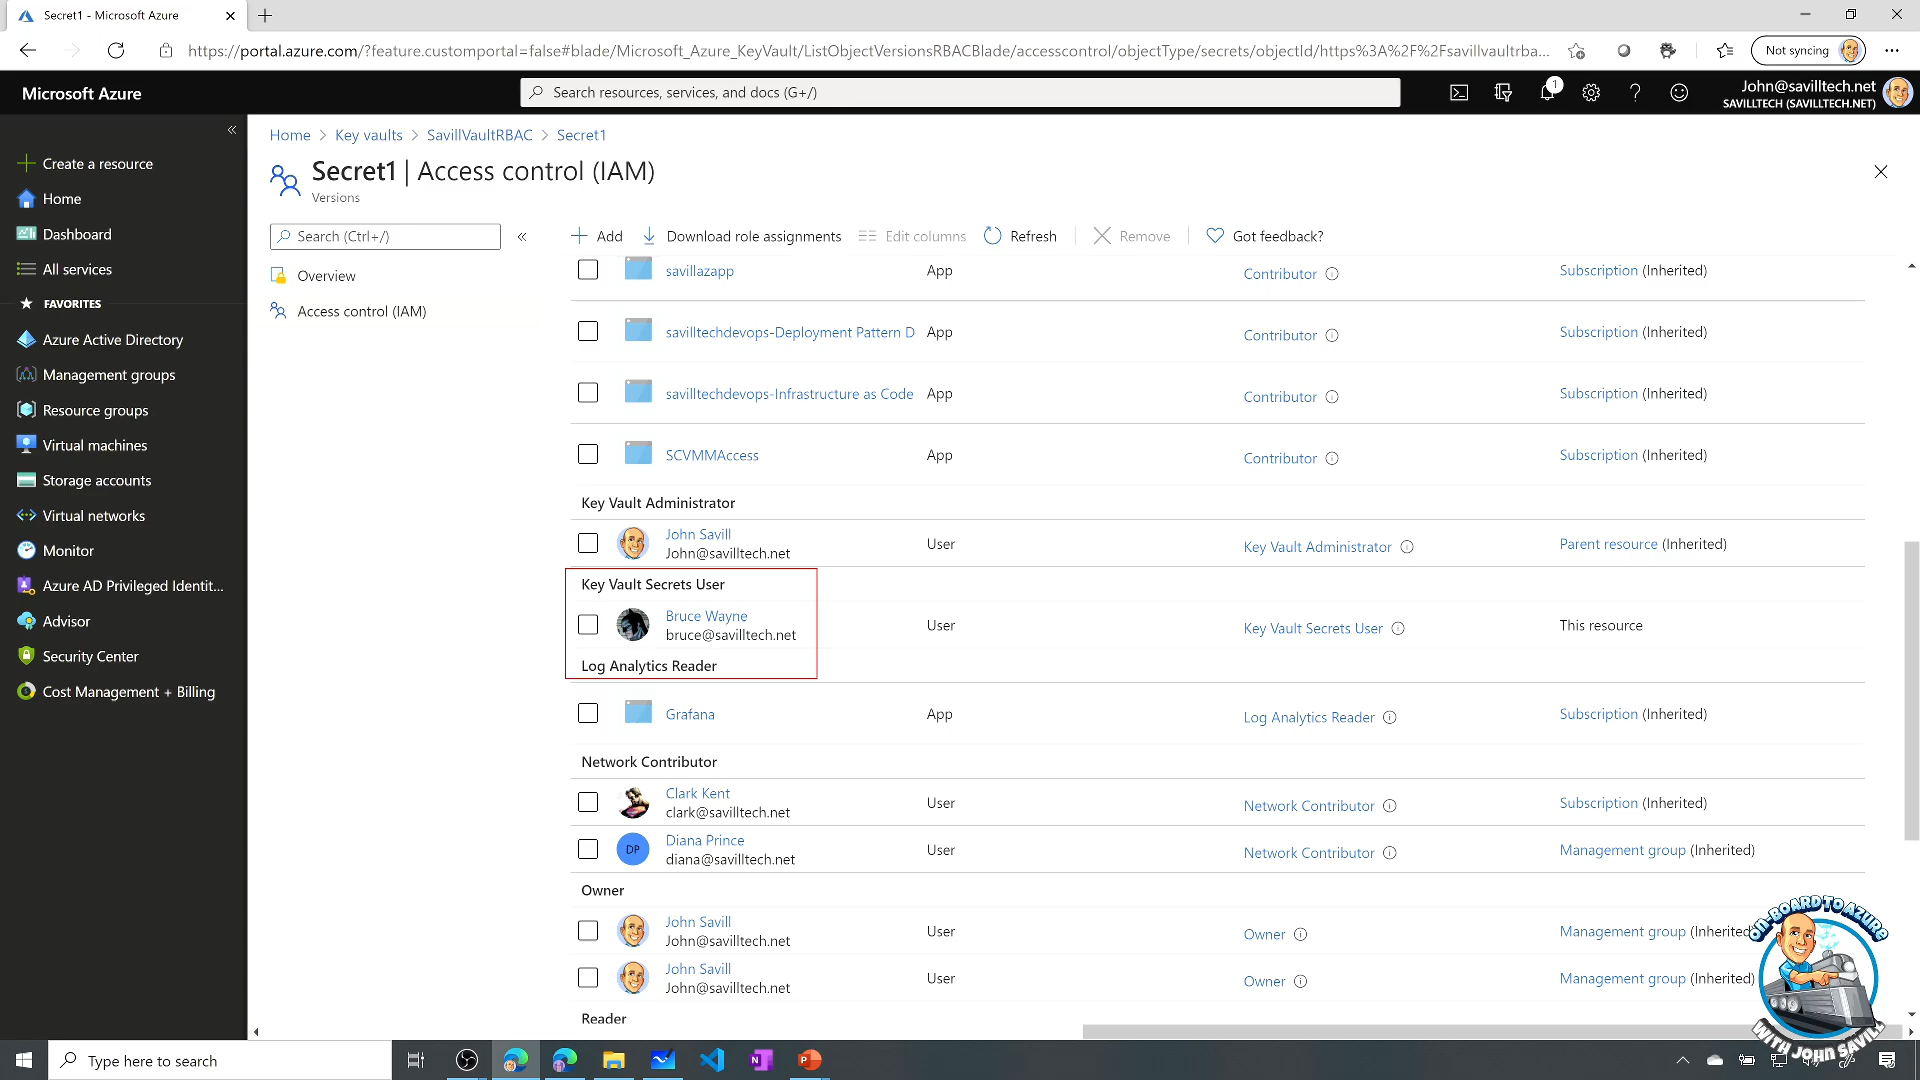 Secret1 - Microsoft Azure
https://portal.azure.com/?feature.customportal=false#blade/Microsoft_Azure_KeyVault/ListObjectVersionsRBACBlade/accesscontrol/objectType/secrets/objectId/https%3A%2F%2Fsavillvaultrba...
Not syncing
Microsoft Azure
Search resources, services, and docs (G+/)
1
John@savilltech.net
SAVILLTECH (SAVILLTECH.NET)
Create a resource
Home
Dashboard
All services
FAVORITES
Azure Active Directory
Management groups
Resource groups
Virtual machines
Storage accounts
Virtual networks
Monitor
Azure AD Privileged Identit...
Advisor
Security Center
Cost Management + Billing
Home > Key vaults > SavillVaultRBAC > Secret1
Secret1 | Access control (IAM)
Versions
Search (Ctrl+/)
Overview
Access control (IAM)
Add Download role assignments Edit columns Refresh Remove Got feedback?
savillazapp App Contributor Subscription (Inherited)
savilltechdevops-Deployment Pattern D App Contributor Subscription (Inherited)
savilltechdevops-Infrastructure as Code App Contributor Subscription (Inherited)
SCVMMAccess App Contributor Subscription (Inherited)
Key Vault Administrator
John Savill
John@savilltech.net User Key Vault Administrator Parent resource (Inherited)
Key Vault Secrets User
Bruce Wayne
bruce@savilltech.net User Key Vault Secrets User This resource
Log Analytics Reader
Grafana App Log Analytics Reader Subscription (Inherited)
Network Contributor
Clark Kent
clark@savilltech.net User Network Contributor Subscription (Inherited)
DP Diana Prince
diana@savilltech.net User Network Contributor Management group (Inherited)
Owner
John Savill
John@savilltech.net User Owner Management group (Inherited
John Savill
John@savilltech.net User Owner Management group (Inherited)
Reader
ON-BOARD TO AZURE
WITH JOHN SAVILL
Type here to search